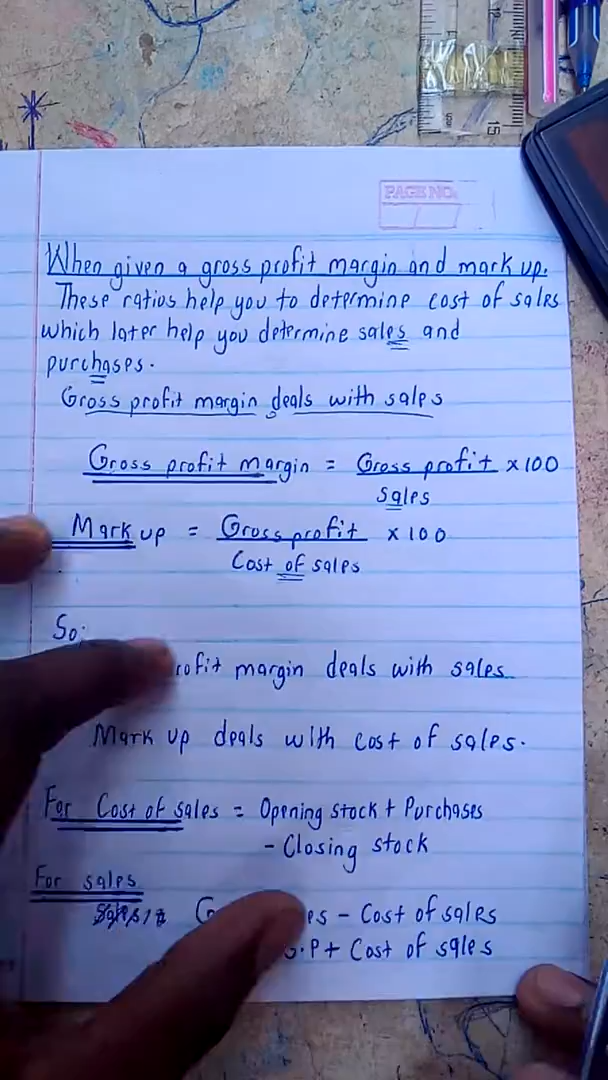 PAGE NO.
When given a gross profit margin and mark up.
These ratios help you to determine cost of sales
which later help you determine sales and
purchases.
Gross profit margin deals with sales
Gross profit margin = Gross profit x 100
Sales
Mark up = Gross profit x 100
Cost of sales
So:
rofit margin deals with sales
Mark up deals with cost of sales.
For Cost of sales = Opening stock + Purchases
- Closing stock
For sales
G es - Cost of sales
G.P + Cost of sales